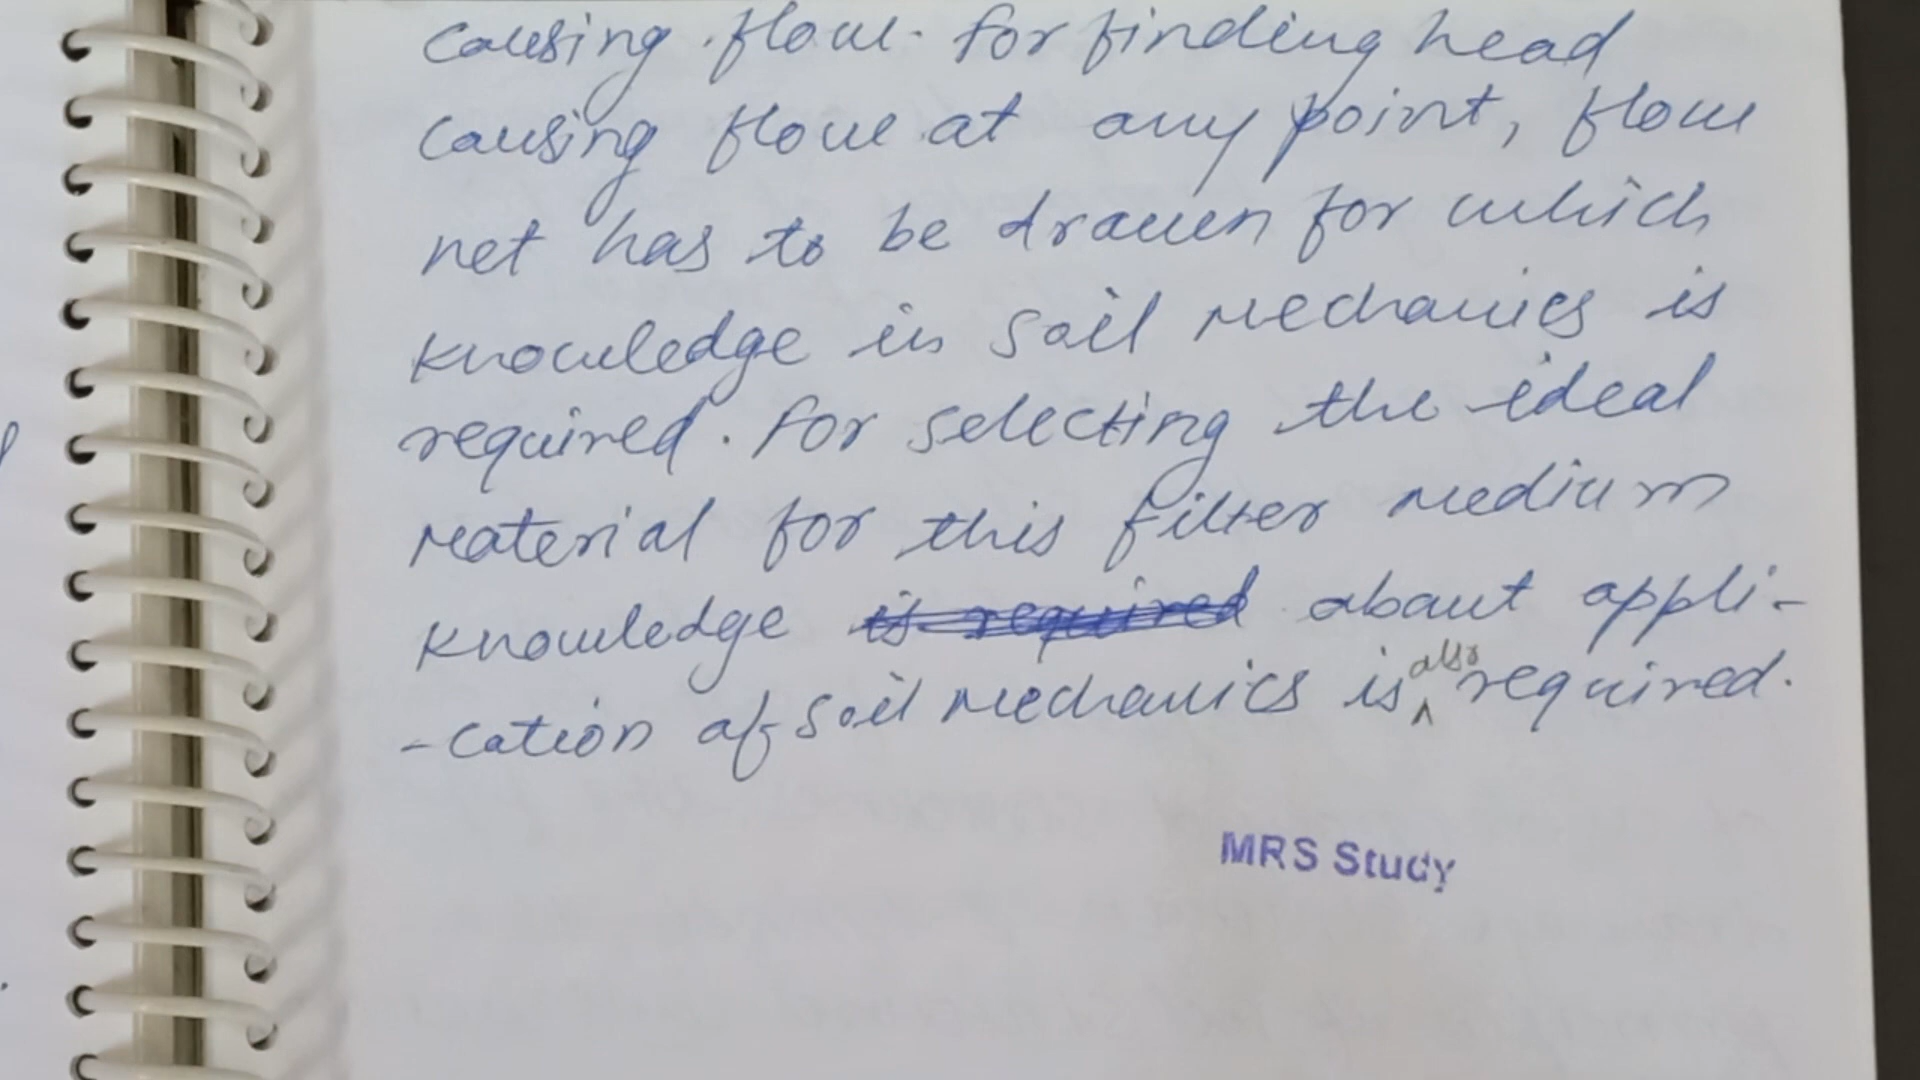 causing flow. For finding head
causing flow at any point, flow
net has to be drawen for which
knowledge in Soil Mechanics is
required. For selecting the ideal
material for this filter medium
knowledge is required about appli-
-cation of Soil Mechanics is also required.
MRS Study